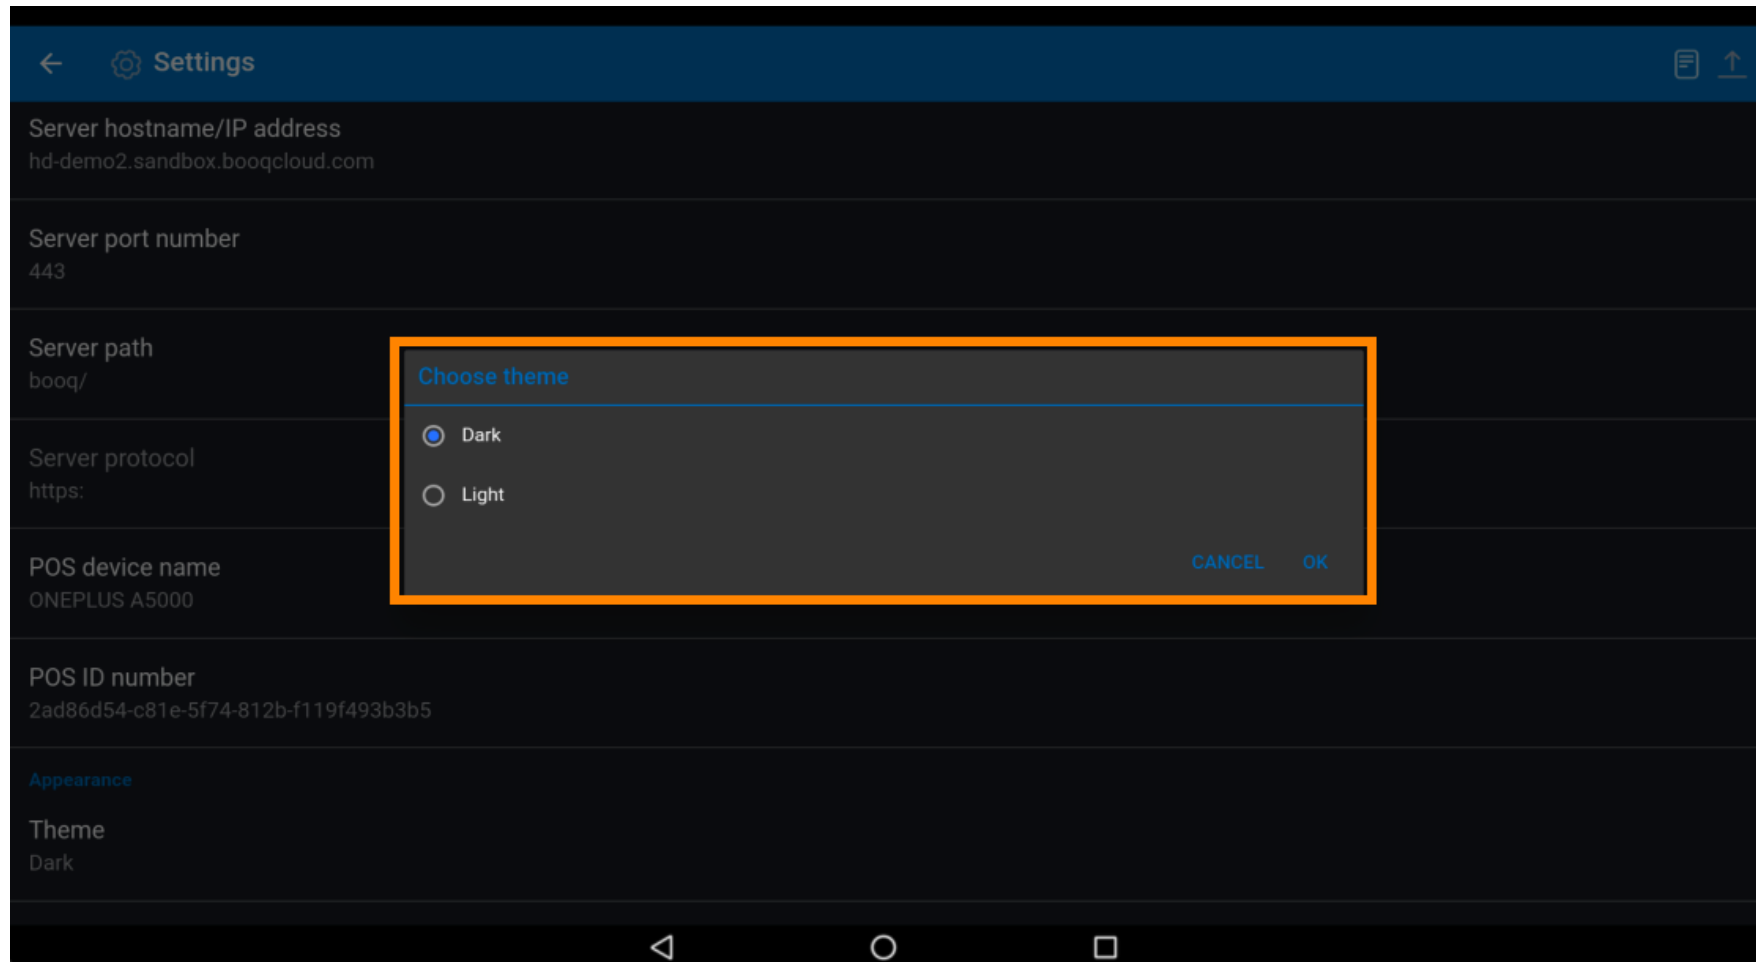 Settings
Server hostname/IP address
hd-demo2.sandbox.booqcloud.com
Server port number
443
Server path
booq/
Server protocol
https:
POS device name
ONEPLUS A5000
POS ID number
2ad86d54-c81e-5f74-812b-f119f493b3b5
Appearance
Theme
Dark
Choose theme
Dark
Light
CANCEL OK